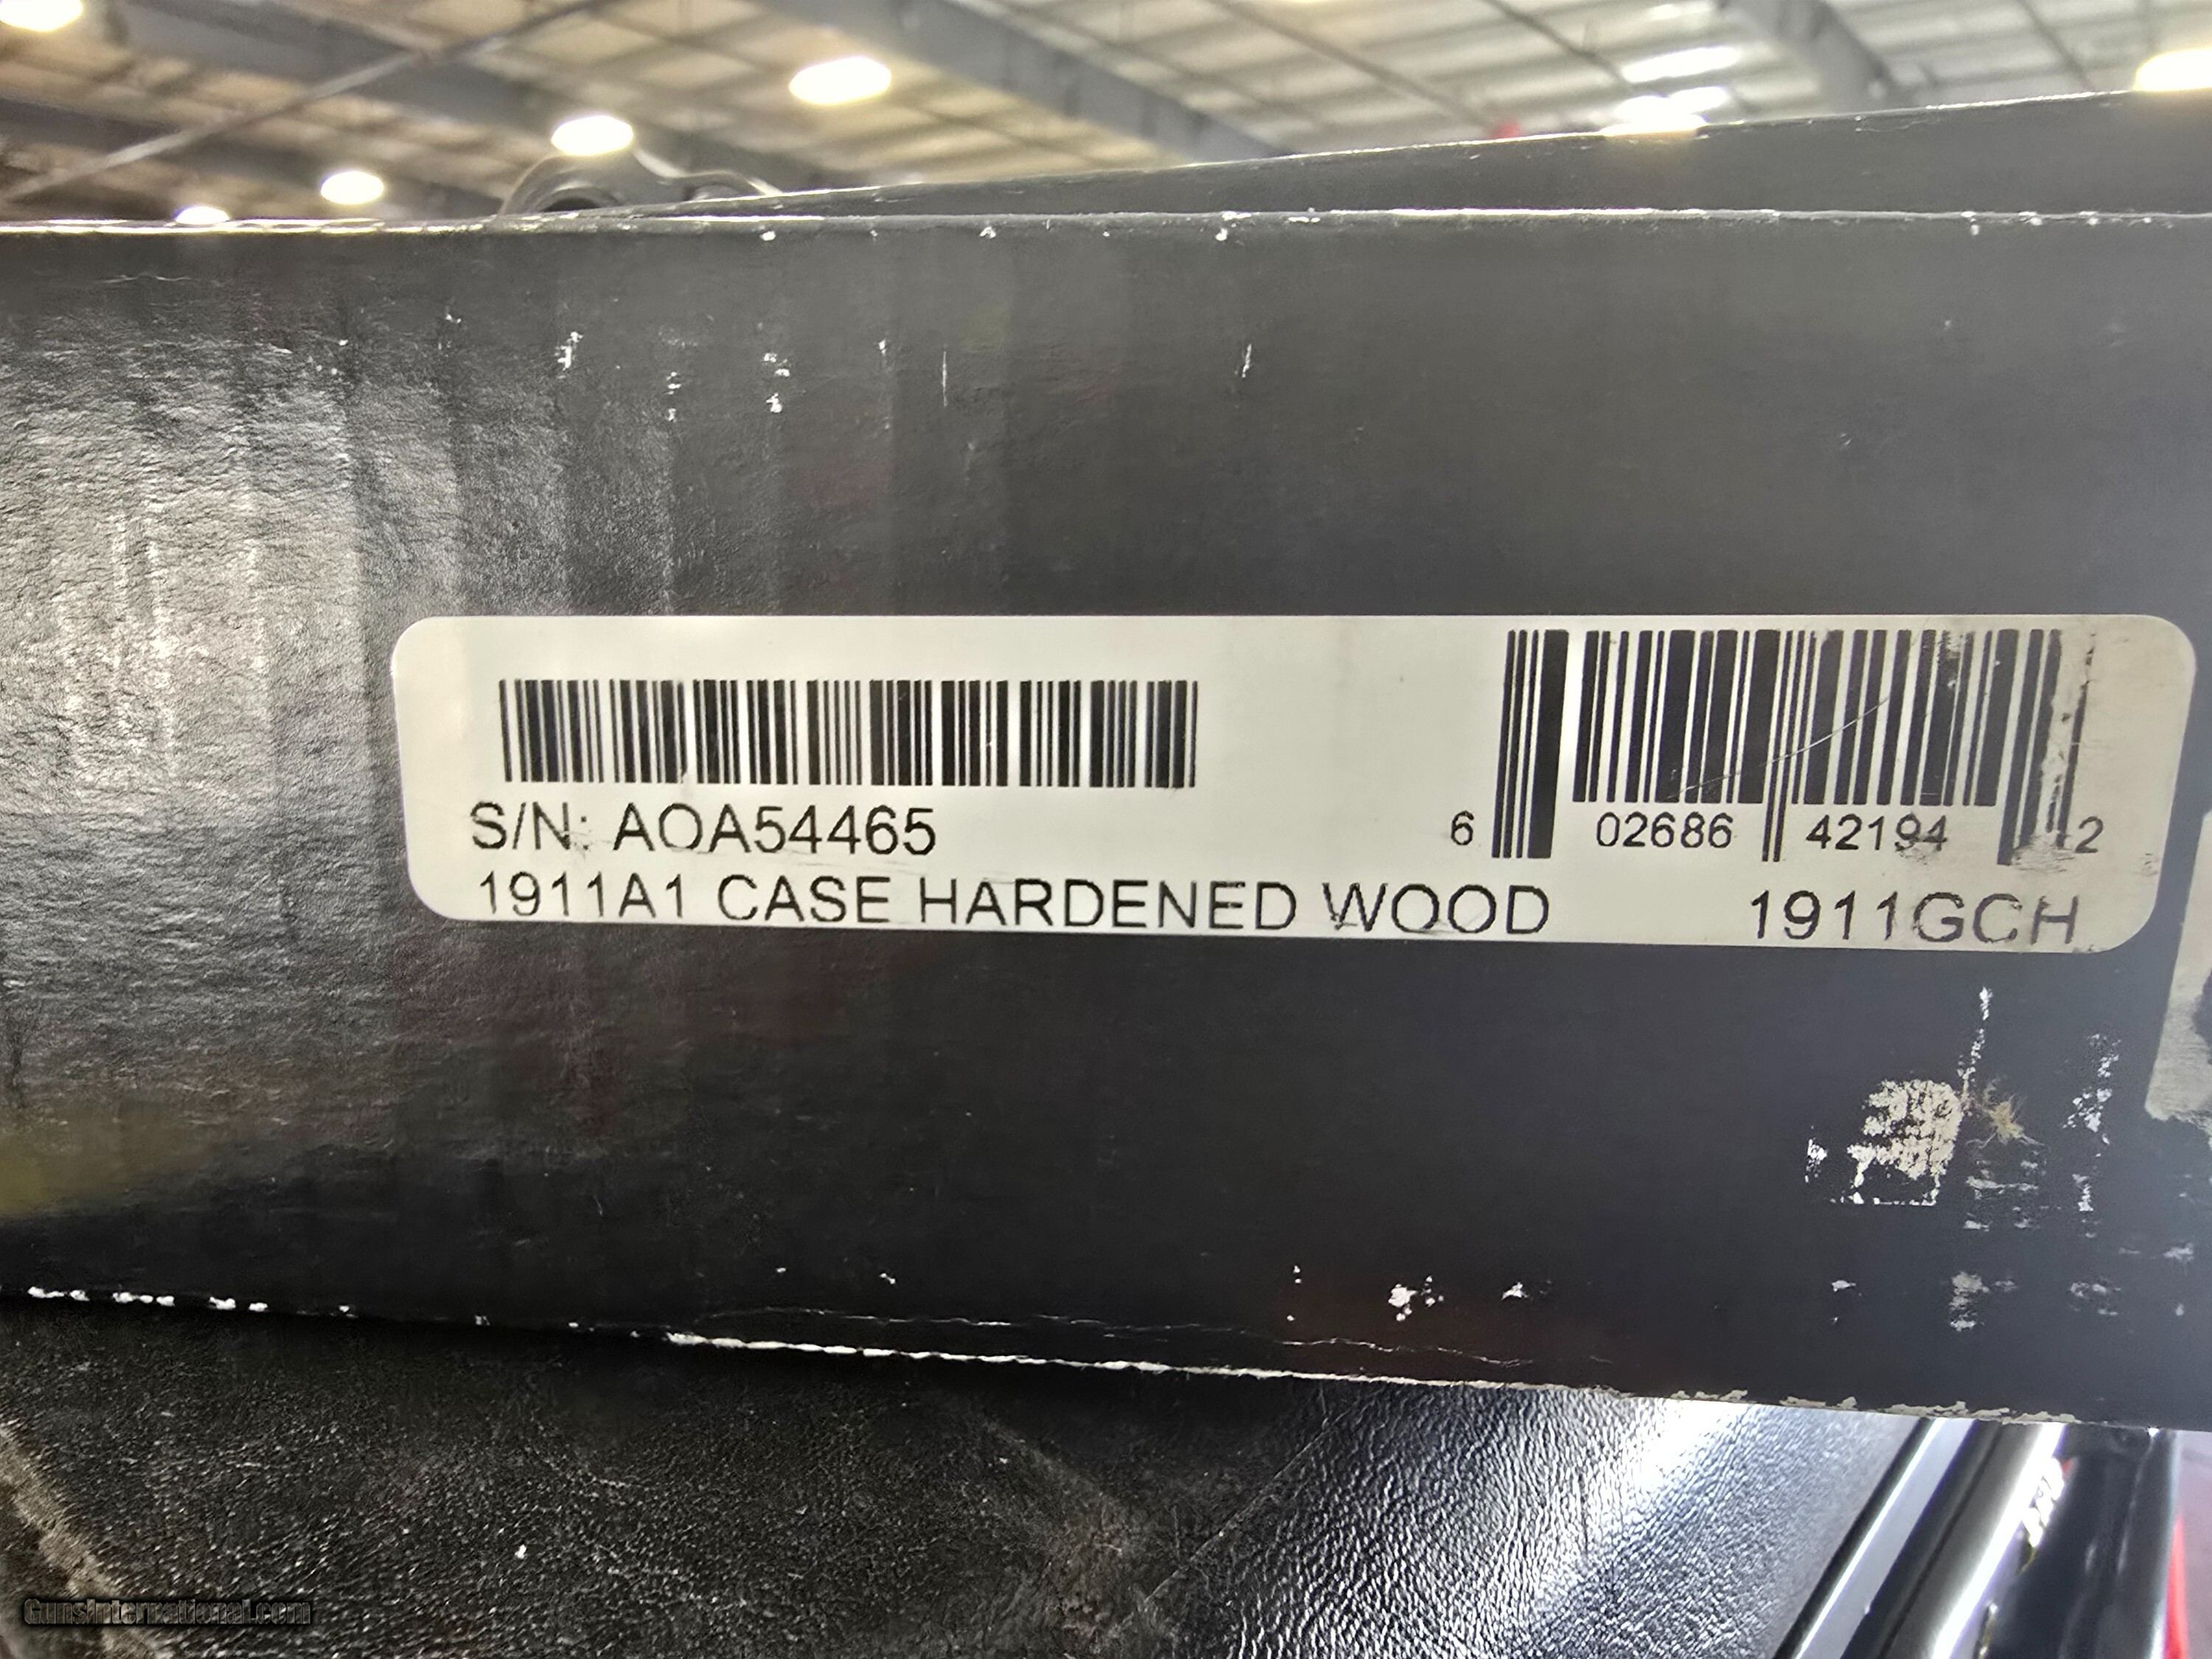 S/N: AOA54465
1911A1 CASE HARDENED WOOD
6 02686 42194 2
1911GCH
GunsInternational.com